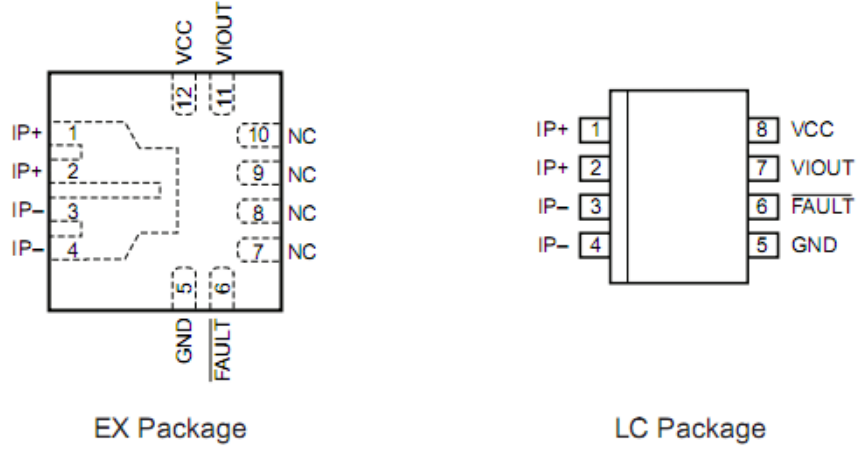 VCC VIOUT
12 11
IP+ 1 10 NC
IP+ 2 9 NC
IP– 3 8 NC
IP– 4 7 NC
5 6
GND FAULT
EX Package
IP+ 1 8 VCC
IP+ 2 7 VIOUT
IP– 3 6 FAULT
IP– 4 5 GND
LC Package